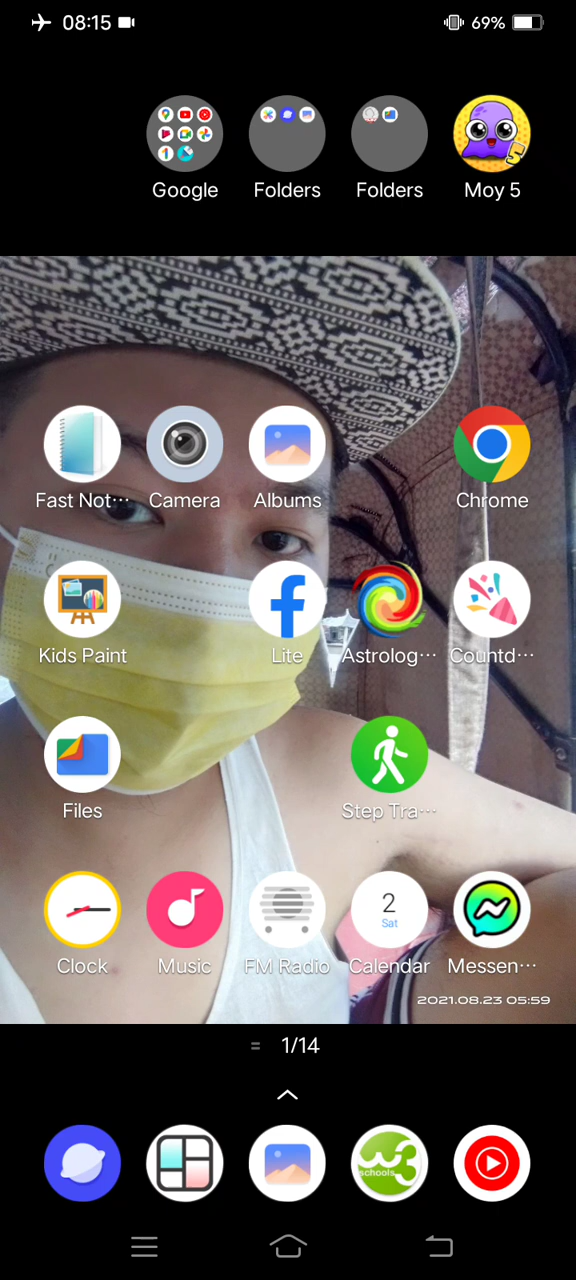 08:15
69%
Google
Folders
Folders
Moy 5
Fast Not···
Camera
Albums
Chrome
Kids Paint
Lite
Astrolog···
Countd···
Files
Step Tra···
2
Sat
Clock
Music
FM Radio
Calendar
Messen···
2021.08.23 05:59
1/14
w3
schools